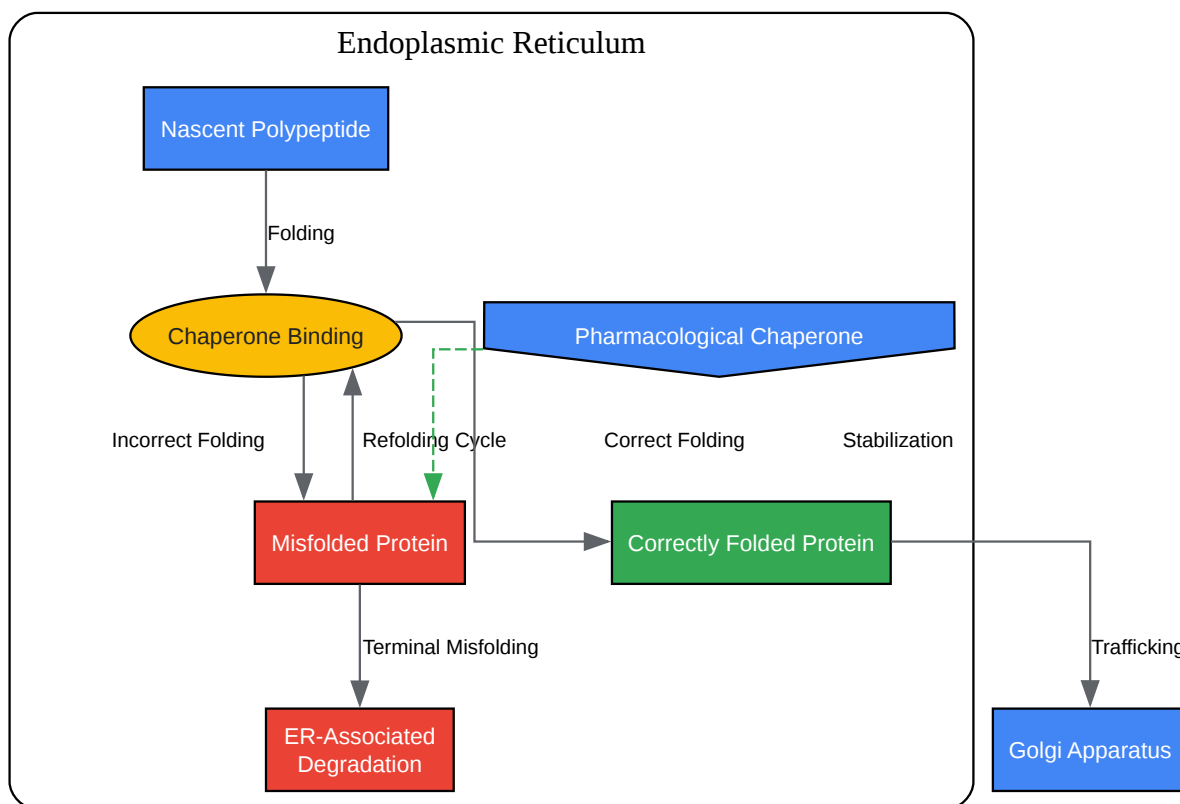 Endoplasmic Reticulum
Nascent Polypeptide
Folding
Chaperone Binding
Pharmacological Chaperone
Incorrect Folding
Refolding Cycle
Correct Folding
Stabilization
Misfolded Protein
Correctly Folded Protein
Terminal Misfolding
Trafficking
ER-Associated
Degradation
Golgi Apparatus